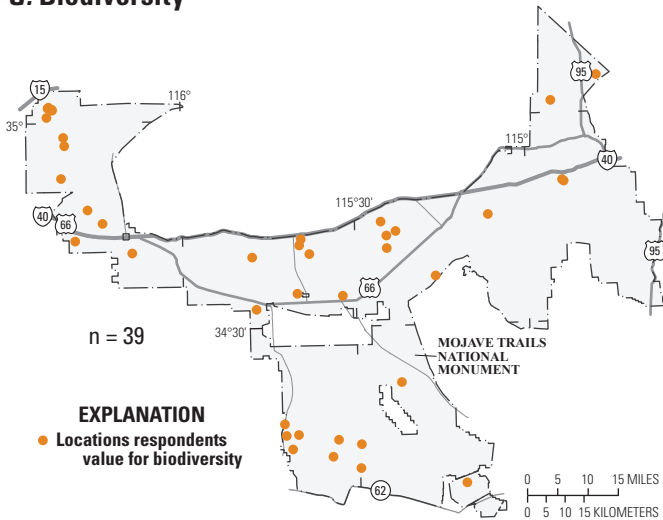 Biodiversity
95
15
116°
35°
115°
40
115°30'
40
66
95
66
34°30'
n = 39
MOJAVE TRAILS
NATIONAL
MONUMENT
EXPLANATION
Locations respondents
value for biodiversity
62
0 5 10 15 MILES
0 5 10 15 KILOMETERS